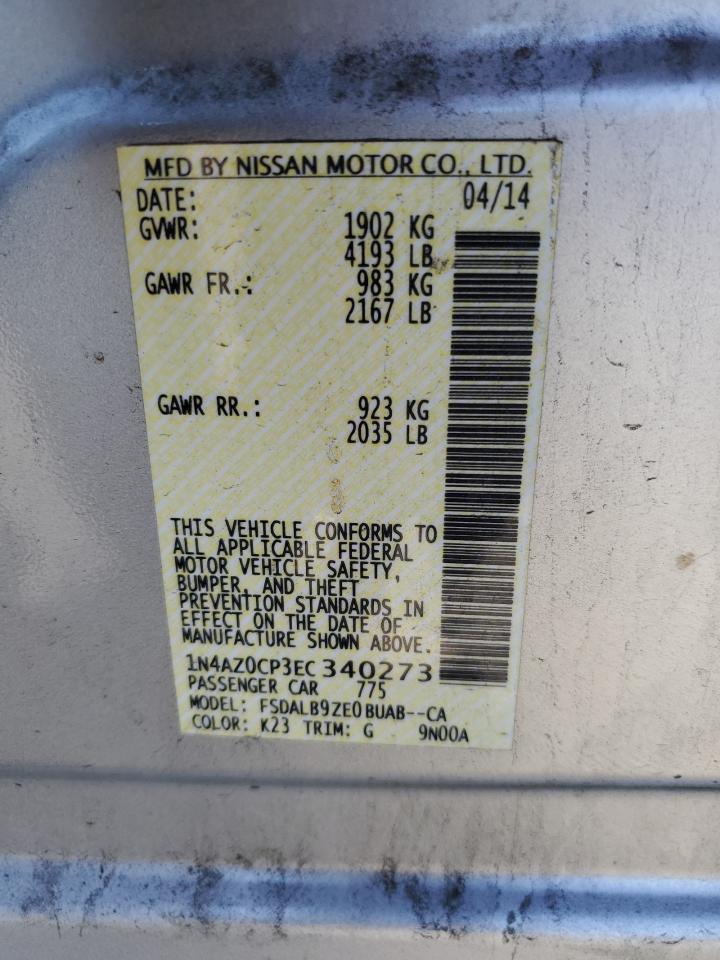 MFD BY NISSAN MOTOR CO., LTD.
DATE: 04/14
GVWR: 1902 KG
4193 LB
GAWR FR.: 983 KG
2167 LB
GAWR RR.: 923 KG
2035 LB
THIS VEHICLE CONFORMS TO
ALL APPLICABLE FEDERAL
MOTOR VEHICLE SAFETY,
BUMPER, AND THEFT
PREVENTION STANDARDS IN
EFFECT ON THE DATE OF
MANUFACTURE SHOWN ABOVE.
1N4AZ0CP3EC340273
PASSENGER CAR 775
MODEL: FSDALB9ZE0BUAB--CA
COLOR: K23 TRIM: G 9N00A